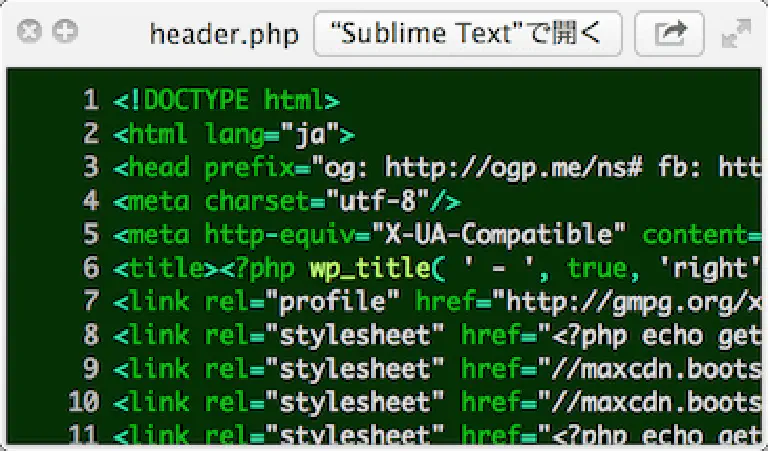 header.php "Sublime Text"で開く
1 <!DOCTYPE html>
2 <html lang="ja">
3 <head prefix="og: http://ogp.me/ns# fb: htt
4 <meta charset="utf-8"/>
5 <meta http-equiv="X-UA-Compatible" content=
6 <title><?php wp_title( ' - ', true, 'right'
7 <link rel="profile" href="http://gmpg.org/x
8 <link rel="stylesheet" href="<?php echo get
9 <link rel="stylesheet" href="//maxcdn.boots
10 <link rel="stylesheet" href="//maxcdn.boots
11 <link rel="stylesheet" href="<?php echo get